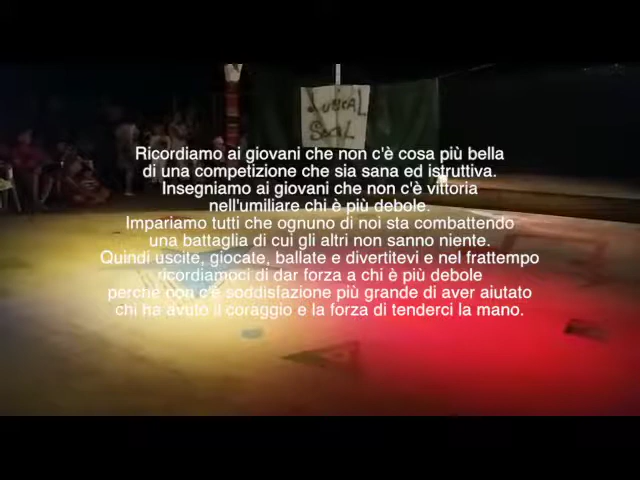 MUSICAL
SOCIAL
Ricordiamo ai giovani che non c'è cosa più bella
di una competizione che sia sana ed istruttiva.
Insegniamo ai giovani che non c'è vittoria
nell'umiliare chi è più debole.
Impariamo tutti che ognuno di noi sta combattendo
una battaglia di cui gli altri non sanno niente.
Quindi uscite, giocate, ballate e divertitevi e nel frattempo
ricordiamoci di dar forza a chi è più debole
perchè non c'è soddisfazione più grande di aver aiutato
chi ha avuto il coraggio e la forza di tenderci la mano.